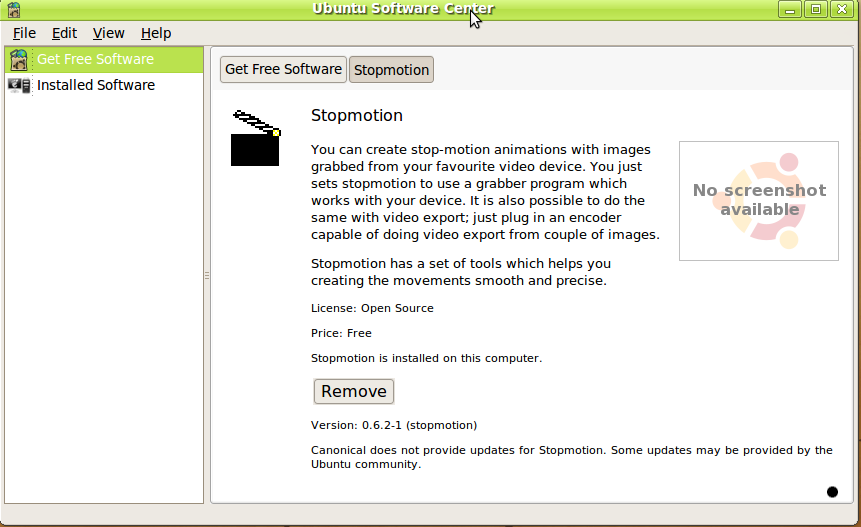 Ubuntu Software Center
File Edit View Help
Get Free Software
Installed Software
Get Free Software Stopmotion
Stopmotion
You can create stop-motion animations with images
grabbed from your favourite video device. You just
sets stopmotion to use a grabber program which
works with your device. It is also possible to do the
same with video export; just plug in an encoder
capable of doing video export from couple of images.
No screenshot
available
Stopmotion has a set of tools which helps you
creating the movements smooth and precise.
License: Open Source
Price: Free
Stopmotion is installed on this computer.
Remove
Version: 0.6.2-1 (stopmotion)
Canonical does not provide updates for Stopmotion. Some updates may be provided by the
Ubuntu community.